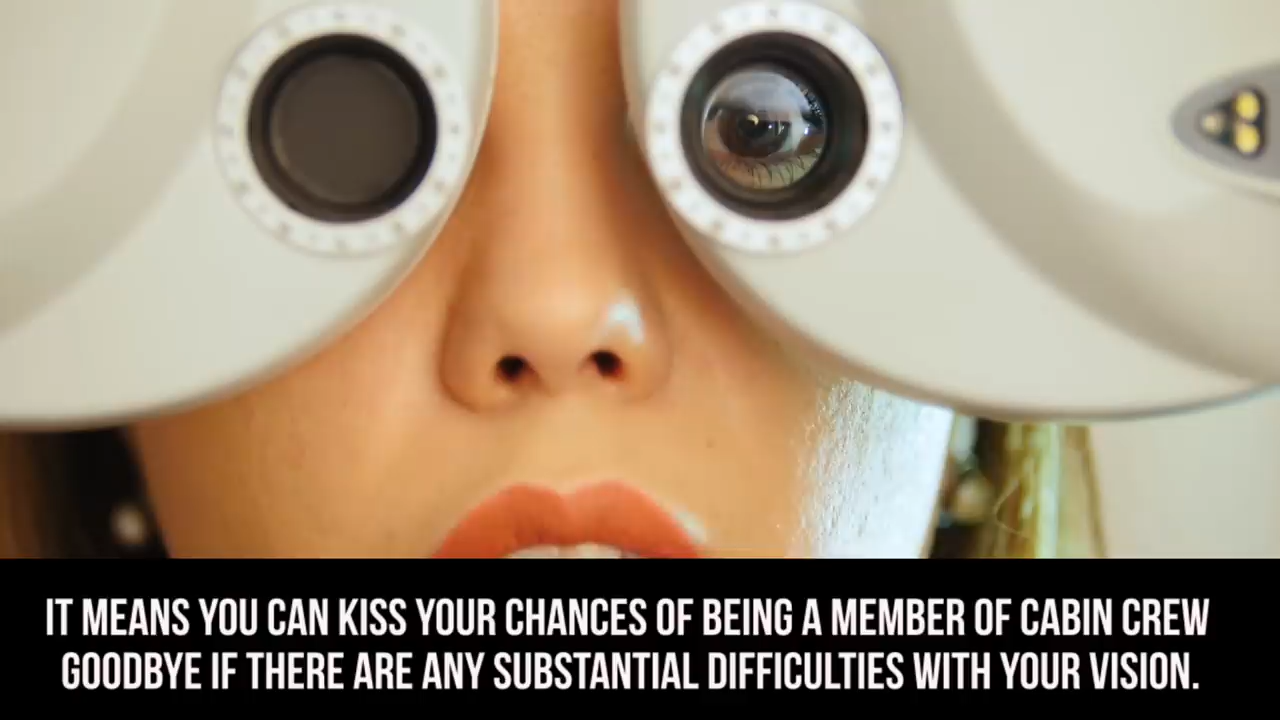 IT MEANS YOU CAN KISS YOUR CHANCES OF BEING A MEMBER OF CABIN CREW
GOODBYE IF THERE ARE ANY SUBSTANTIAL DIFFICULTIES WITH YOUR VISION.